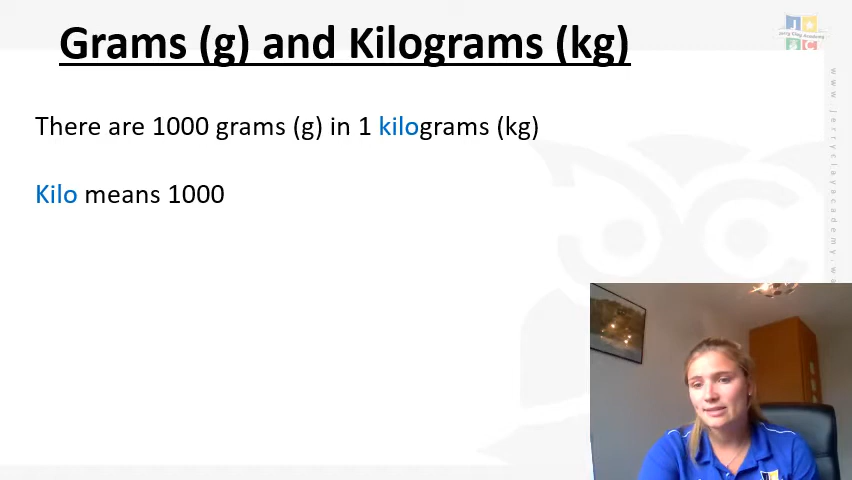 Grams (g) and Kilograms (kg)
There are 1000 grams (g) in 1 kilograms (kg)
Kilo means 1000